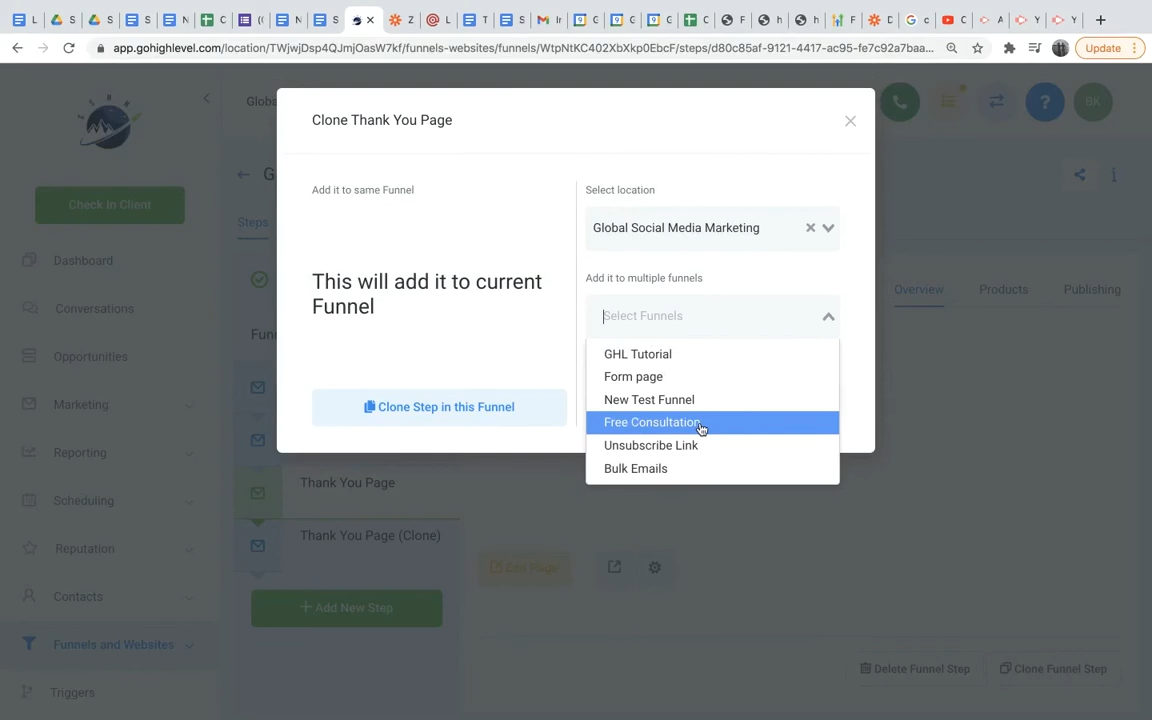 L
S
S
S
N
C
(
N
S
Z
L
T
S
Ir
C
F
h
h
F
D
c
C
A
Y
Y
app.gohighlevel.com/location/TWjwjDsp4QJmjOasW7kf/funnels-websites/funnels/WtpNtKC402XbXkp0EbcF/steps/d80c85af-9121-4417-ac95-fe7c92a7baa...
Update
Globa
BK
Clone Thank You Page
G
Check In Client
Add it to same Funnel
Select location
Steps
Global Social Media Marketing
Dashboard
This will add it to current
Funnel
Add it to multiple funnels
Overview
Products
Publishing
Conversations
Select Funnels
Funn
Opportunities
GHL Tutorial
Form page
Marketing
Clone Step in this Funnel
New Test Funnel
Free Consultation
Reporting
Unsubscribe Link
Bulk Emails
Thank You Page
Scheduling
Thank You Page (Clone)
Reputation
Edit Page
Contacts
Add New Step
Funnels and Websites
Delete Funnel Step
Clone Funnel Step
Triggers